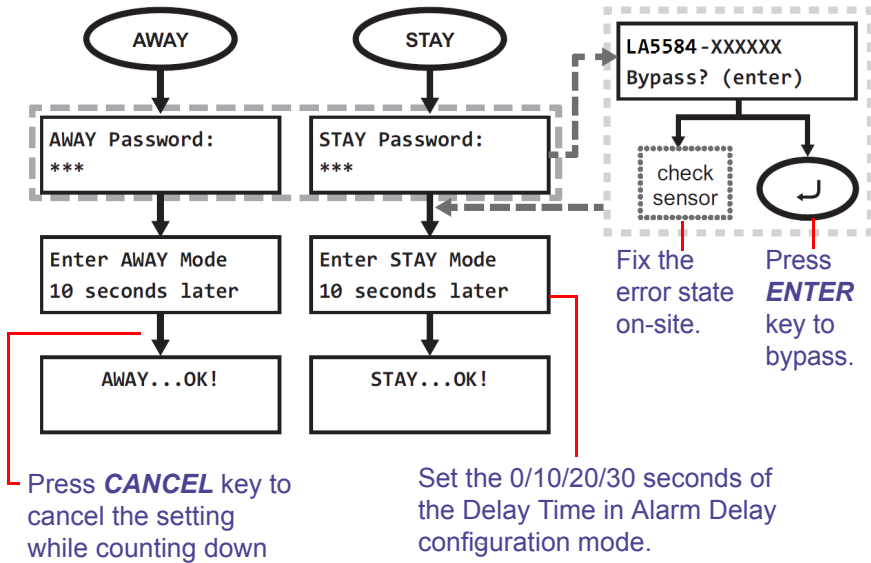 AWAY
STAY
LA5584-XXXXXX
Bypass? (enter)
AWAY Password:
***
STAY Password:
***
check
sensor
Enter AWAY Mode
10 seconds later
Enter STAY Mode
10 seconds later
Fix the
error state
on-site.
Press
ENTER
key to
bypass.
AWAY...OK!
STAY...OK!
Press CANCEL key to
cancel the setting
while counting down
Set the 0/10/20/30 seconds of
the Delay Time in Alarm Delay
configuration mode.